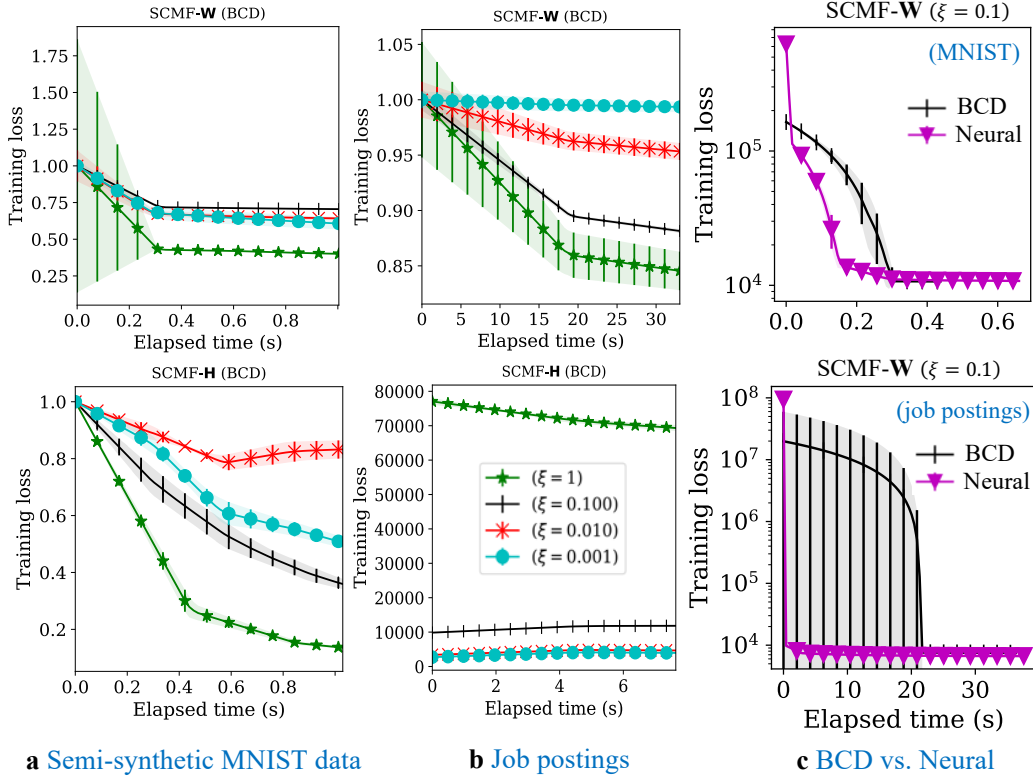 SCMF-W (BCD)
Training loss
1.75
1.50
1.25
1.00
0.75
0.50
0.25
0.0 0.2 0.4 0.6 0.8
Elapsed time (s)
SCMF-W (BCD)
Training loss
1.05
1.00
0.95
0.90
0.85
0 5 10 15 20 25 30
Elapsed time (s)
SCMF-W (ξ = 0.1)
(MNIST)
BCD
Neural
Training loss
10^5
10^4
0.0 0.2 0.4 0.6
Elapsed time (s)
SCMF-H (BCD)
Training loss
1.0
0.8
0.6
0.4
0.2
0.0 0.2 0.4 0.6 0.8 1.0
Elapsed time (s)
SCMF-H (BCD)
Training loss
80000
70000
60000
50000
40000
30000
20000
10000
0
(ξ = 1)
(ξ = 0.100)
(ξ = 0.010)
(ξ = 0.001)
0 2 4 6
Elapsed time (s)
SCMF-W (ξ = 0.1)
(job postings)
BCD
Neural
Training loss
10^8
10^7
10^6
10^5
10^4
0 10 20 30
Elapsed time (s)
a Semi-synthetic MNIST data
b Job postings
c BCD vs. Neural